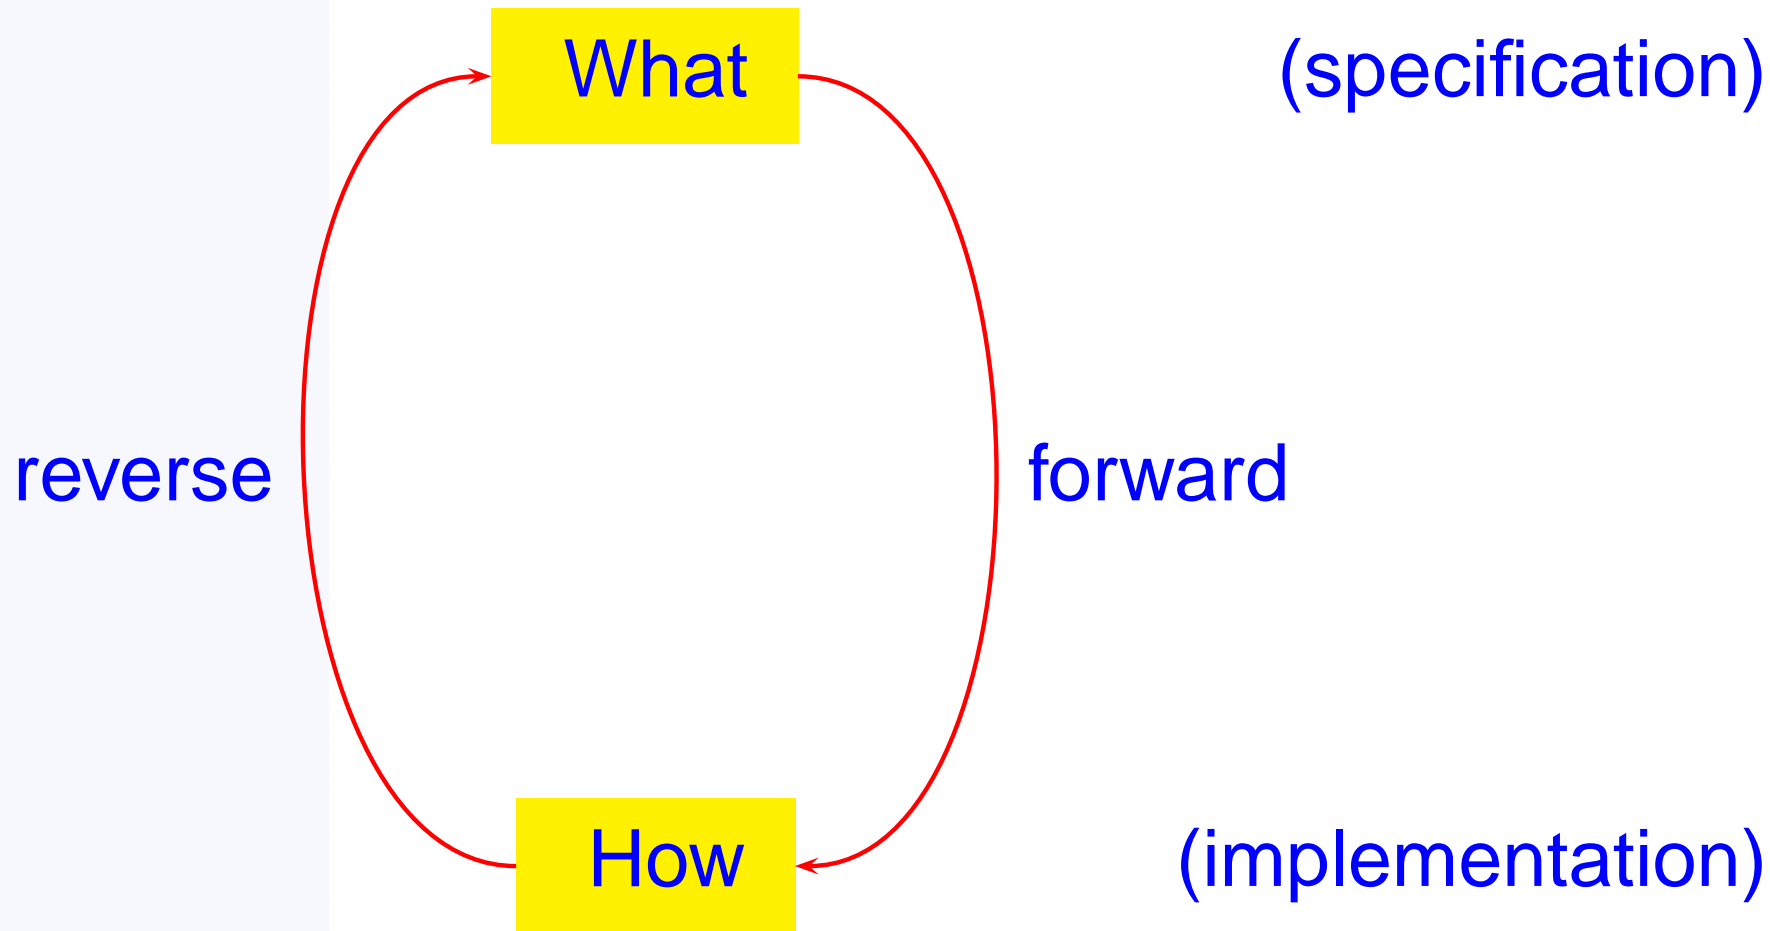 What (specification)
reverse forward
How (implementation)